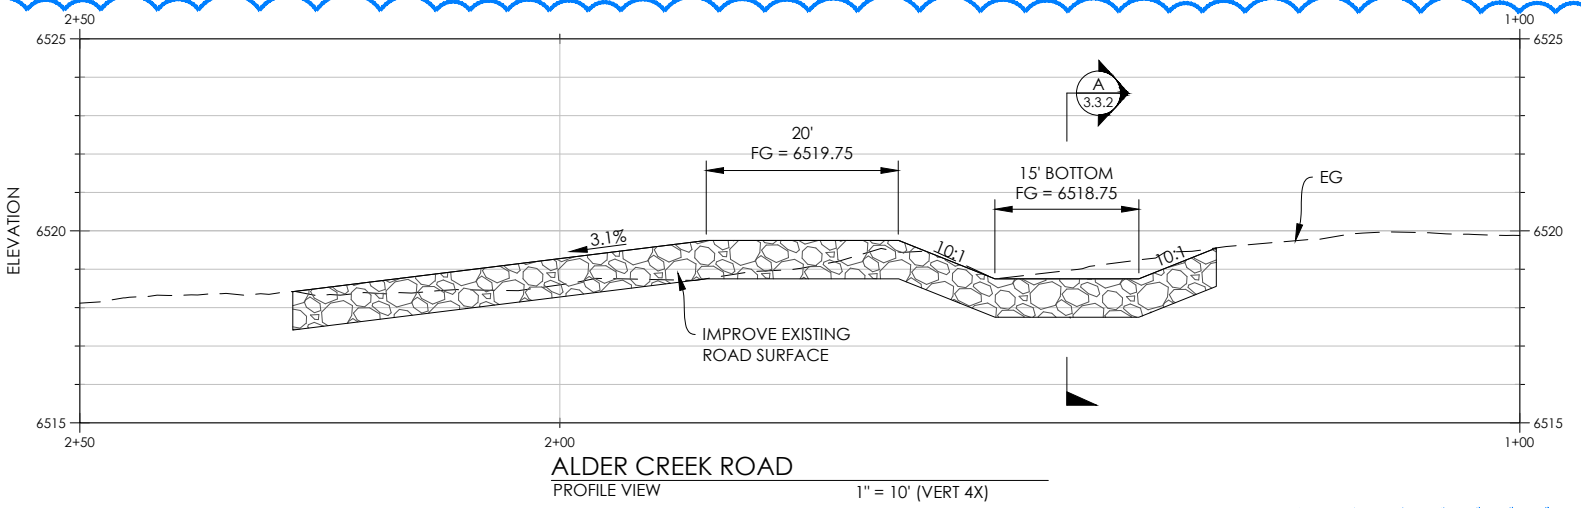 2+50
1+00
6525
6525
A
3.3.2
20'
FG = 6519.75
15' BOTTOM
FG = 6518.75
EG
ELEVATION
6520
6520
3.1%
10:1
10:1
IMPROVE EXISTING
ROAD SURFACE
6515
6515
2+50
2+00
1+00
ALDER CREEK ROAD
PROFILE VIEW
1" = 10' (VERT 4X)